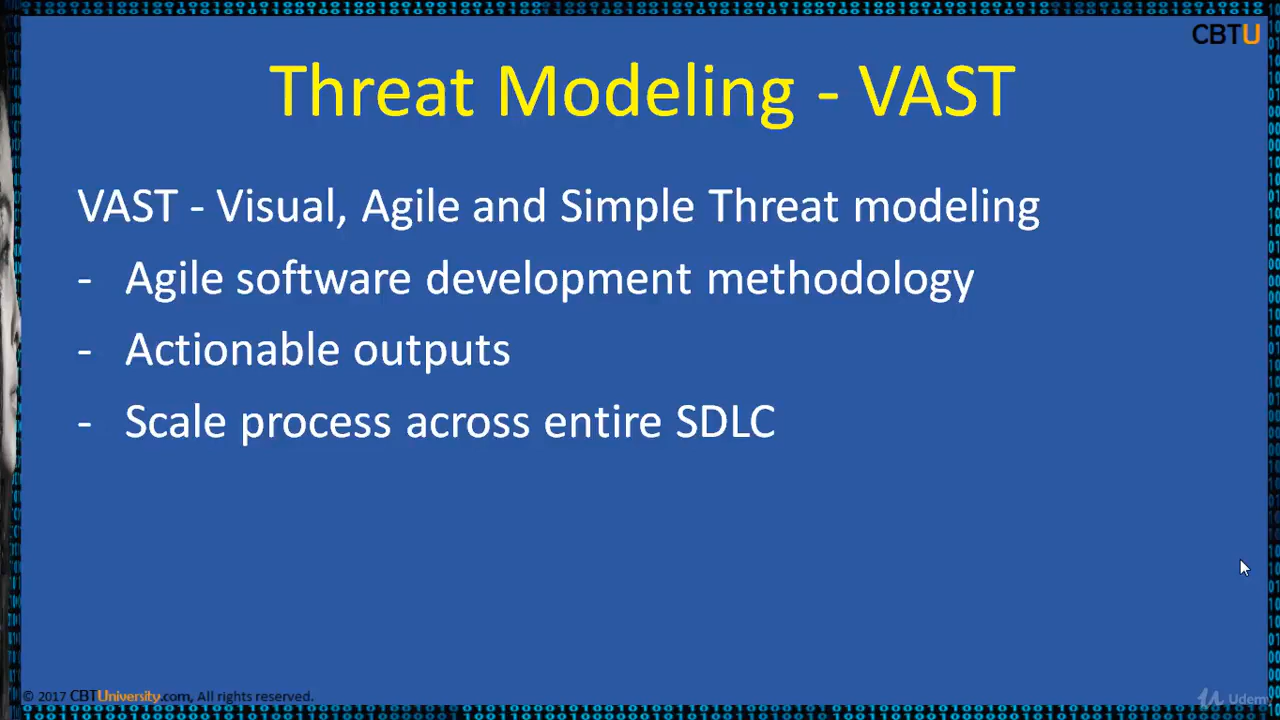 CBTU
Threat Modeling - VAST
VAST - Visual, Agile and Simple Threat modeling
- Agile software development methodology
- Actionable outputs
- Scale process across entire SDLC
© 2017 CBTUniversity.com, All rights reserved.
Udemy